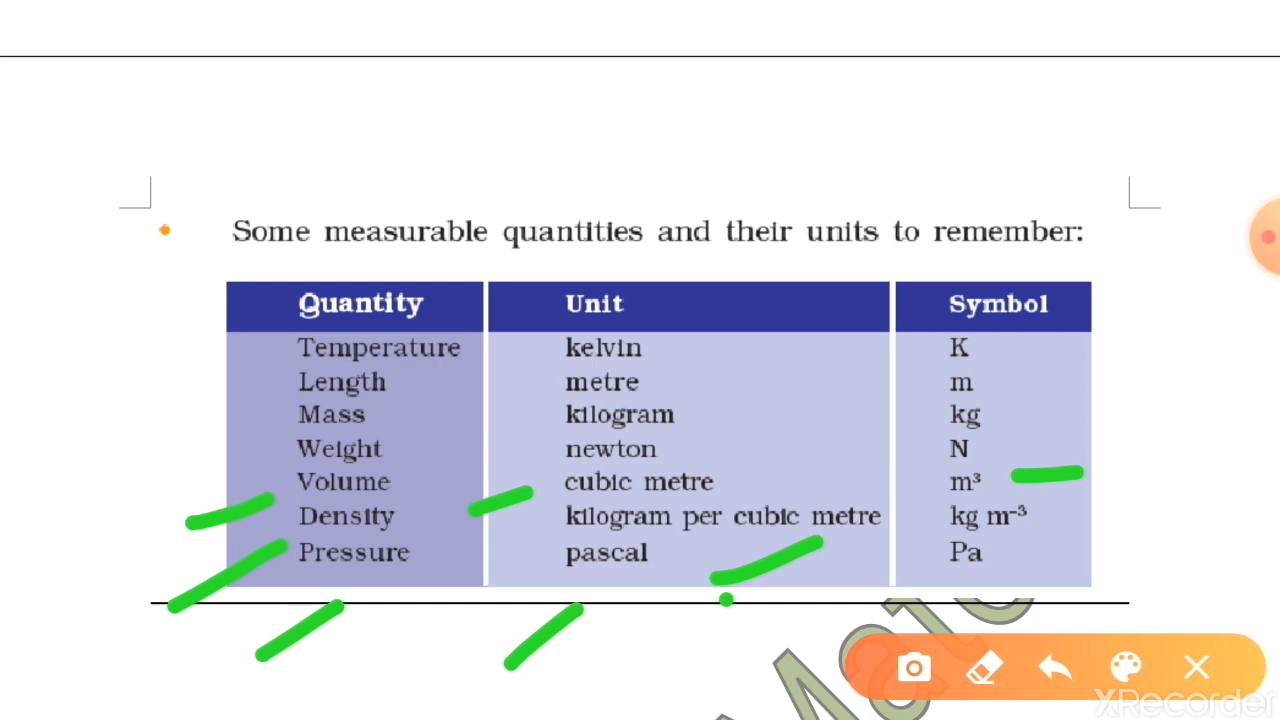 Some measurable quantities and their units to remember:
Quantity Unit Symbol
Temperature kelvin K
Length metre m
Mass kilogram kg
Weight newton N
Volume cubic metre m³
Density kilogram per cubic metre kg m⁻³
Pressure pascal Pa
XRecorder